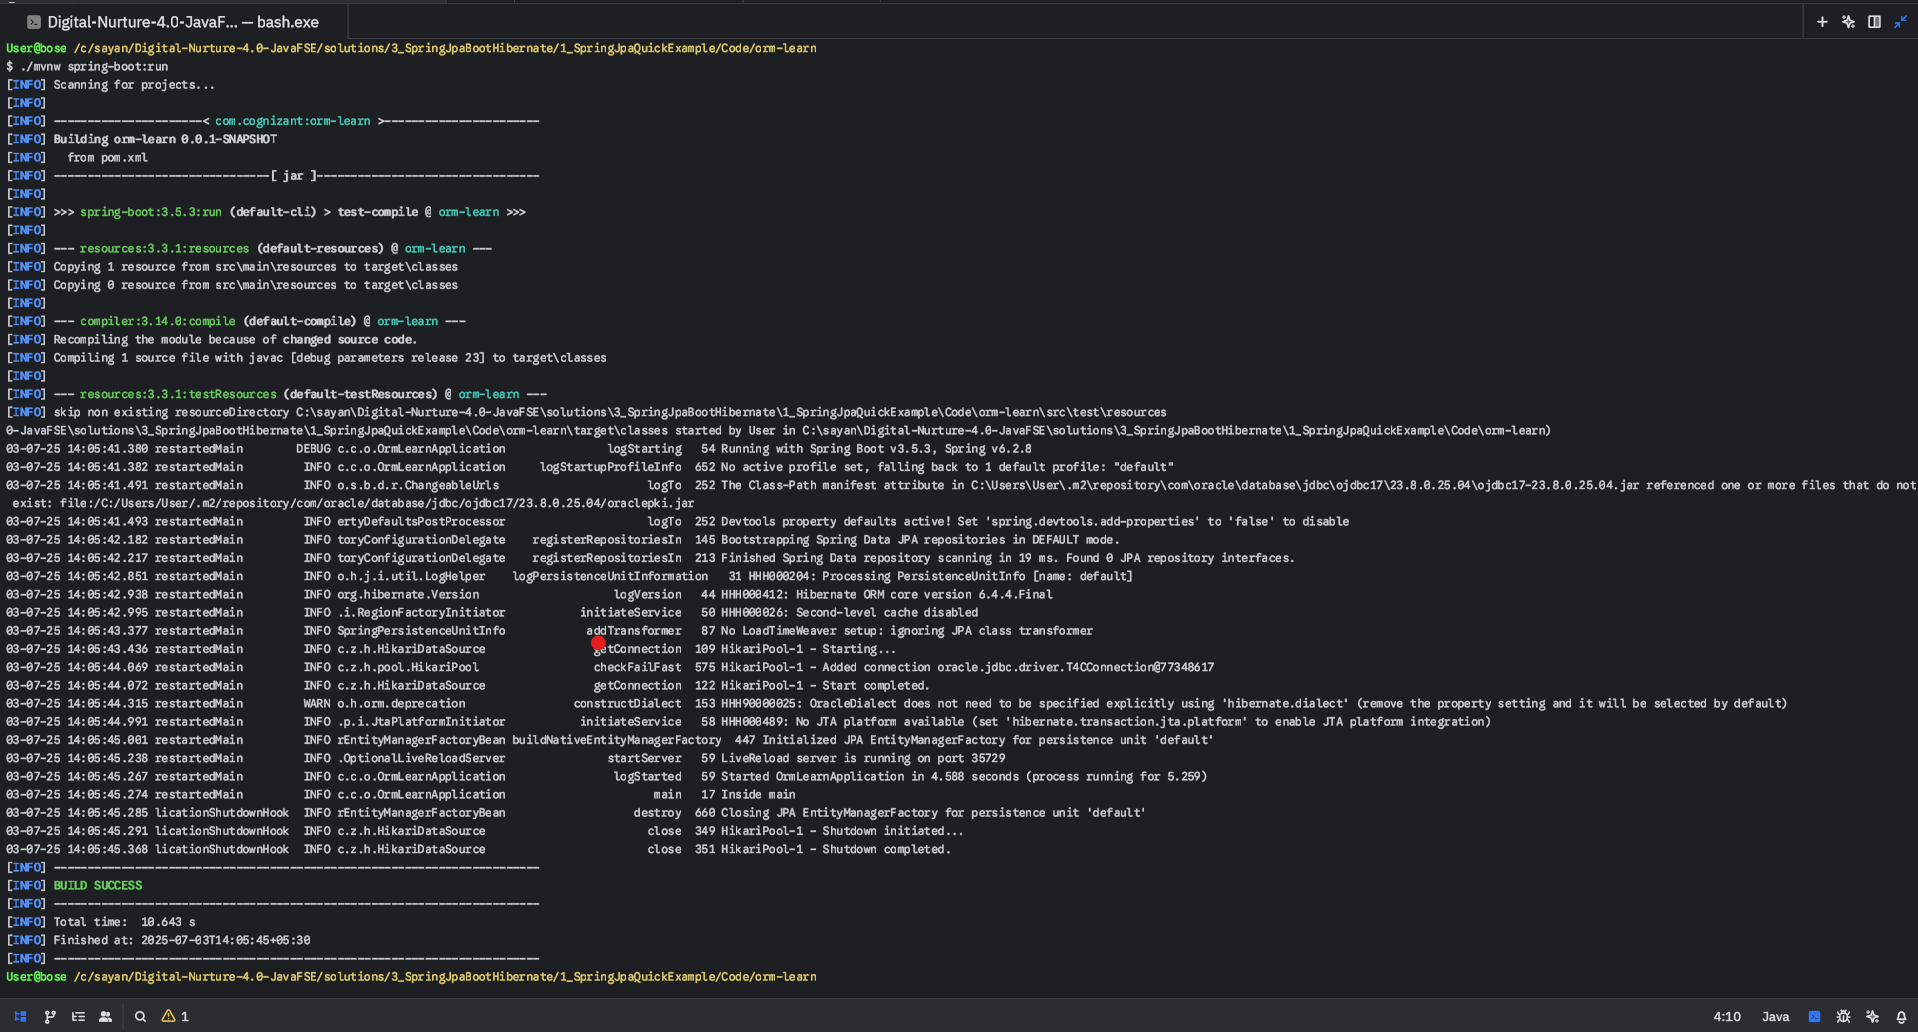 Digital-Nurture-4.0-JavaF... — bash.exe
User@bose /c/sayan/Digital-Nurture-4.0-JavaFSE/solutions/3_SpringJpaBootHibernate/1_SpringJpaQuickExample/Code/orm-learn
$ ./mvnw spring-boot:run
[INFO] Scanning for projects...
[INFO]
[INFO] ----------------------< com.cognizant:orm-learn >-----------------------
[INFO] Building orm-learn 0.0.1-SNAPSHOT
[INFO]   from pom.xml
[INFO] --------------------------------[ jar ]---------------------------------
[INFO]
[INFO] >>> spring-boot:3.5.3:run (default-cli) > test-compile @ orm-learn >>>
[INFO]
[INFO] --- resources:3.3.1:resources (default-resources) @ orm-learn ---
[INFO] Copying 1 resource from src\main\resources to target\classes
[INFO] Copying 0 resource from src\main\resources to target\classes
[INFO]
[INFO] --- compiler:3.14.0:compile (default-compile) @ orm-learn ---
[INFO] Recompiling the module because of changed source code.
[INFO] Compiling 1 source file with javac [debug parameters release 23] to target\classes
[INFO]
[INFO] --- resources:3.3.1:testResources (default-testResources) @ orm-learn ---
[INFO] skip non existing resourceDirectory C:\sayan\Digital-Nurture-4.0-JavaFSE\solutions\3_SpringJpaBootHibernate\1_SpringJpaQuickExample\Code\orm-learn\src\test\resources
0-JavaFSE\solutions\3_SpringJpaBootHibernate\1_SpringJpaQuickExample\Code\orm-learn\target\classes started by User in C:\sayan\Digital-Nurture-4.0-JavaFSE\solutions\3_SpringJpaBootHibernate\1_SpringJpaQuickExample\Code\orm-learn)
03-07-25 14:05:41.380 restartedMain        DEBUG c.c.o.OrmLearnApplication               logStarting   54 Running with Spring Boot v3.5.3, Spring v6.2.8
03-07-25 14:05:41.382 restartedMain         INFO c.c.o.OrmLearnApplication     logStartupProfileInfo  652 No active profile set, falling back to 1 default profile: "default"
03-07-25 14:05:41.491 restartedMain         INFO o.s.b.d.r.ChangeableUrls                      logTo  252 The Class-Path manifest attribute in C:\Users\User\.m2\repository\com\oracle\database\jdbc\ojdbc17\23.8.0.25.04\ojdbc17-23.8.0.25.04.jar referenced one or more files that do not
 exist: file:/C:/Users/User/.m2/repository/com/oracle/database/jdbc/ojdbc17/23.8.0.25.04/oraclepki.jar
03-07-25 14:05:41.493 restartedMain         INFO ertyDefaultsPostProcessor                     logTo  252 Devtools property defaults active! Set 'spring.devtools.add-properties' to 'false' to disable
03-07-25 14:05:42.182 restartedMain         INFO toryConfigurationDelegate    registerRepositoriesIn  145 Bootstrapping Spring Data JPA repositories in DEFAULT mode.
03-07-25 14:05:42.217 restartedMain         INFO toryConfigurationDelegate    registerRepositoriesIn  213 Finished Spring Data repository scanning in 19 ms. Found 0 JPA repository interfaces.
03-07-25 14:05:42.851 restartedMain         INFO o.h.j.i.util.LogHelper    logPersistenceUnitInformation   31 HHH000204: Processing PersistenceUnitInfo [name: default]
03-07-25 14:05:42.938 restartedMain         INFO org.hibernate.Version                    logVersion   44 HHH000412: Hibernate ORM core version 6.4.4.Final
03-07-25 14:05:42.995 restartedMain         INFO .i.RegionFactoryInitiator           initiateService   50 HHH000026: Second-level cache disabled
03-07-25 14:05:43.377 restartedMain         INFO SpringPersistenceUnitInfo            addTransformer   87 No LoadTimeWeaver setup: ignoring JPA class transformer
03-07-25 14:05:43.436 restartedMain         INFO c.z.h.HikariDataSource                getConnection  109 HikariPool-1 - Starting...
03-07-25 14:05:44.069 restartedMain         INFO c.z.h.pool.HikariPool                 checkFailFast  575 HikariPool-1 - Added connection oracle.jdbc.driver.T4CConnection@77348617
03-07-25 14:05:44.072 restartedMain         INFO c.z.h.HikariDataSource                getConnection  122 HikariPool-1 - Start completed.
03-07-25 14:05:44.315 restartedMain         WARN o.h.orm.deprecation                constructDialect  153 HHH90000025: OracleDialect does not need to be specified explicitly using 'hibernate.dialect' (remove the property setting and it will be selected by default)
03-07-25 14:05:44.991 restartedMain         INFO .p.i.JtaPlatformInitiator           initiateService   58 HHH000489: No JTA platform available (set 'hibernate.transaction.jta.platform' to enable JTA platform integration)
03-07-25 14:05:45.001 restartedMain         INFO rEntityManagerFactoryBean buildNativeEntityManagerFactory  447 Initialized JPA EntityManagerFactory for persistence unit 'default'
03-07-25 14:05:45.238 restartedMain         INFO .OptionalLiveReloadServer               startServer   59 LiveReload server is running on port 35729
03-07-25 14:05:45.267 restartedMain         INFO c.c.o.OrmLearnApplication                logStarted   59 Started OrmLearnApplication in 4.588 seconds (process running for 5.259)
03-07-25 14:05:45.274 restartedMain         INFO c.c.o.OrmLearnApplication                      main   17 Inside main
03-07-25 14:05:45.285 licationShutdownHook  INFO rEntityManagerFactoryBean                   destroy  660 Closing JPA EntityManagerFactory for persistence unit 'default'
03-07-25 14:05:45.291 licationShutdownHook  INFO c.z.h.HikariDataSource                        close  349 HikariPool-1 - Shutdown initiated...
03-07-25 14:05:45.368 licationShutdownHook  INFO c.z.h.HikariDataSource                        close  351 HikariPool-1 - Shutdown completed.
[INFO] ------------------------------------------------------------------------
[INFO] BUILD SUCCESS
[INFO] ------------------------------------------------------------------------
[INFO] Total time:  10.643 s
[INFO] Finished at: 2025-07-03T14:05:45+05:30
[INFO] ------------------------------------------------------------------------
User@bose /c/sayan/Digital-Nurture-4.0-JavaFSE/solutions/3_SpringJpaBootHibernate/1_SpringJpaQuickExample/Code/orm-learn
1 4:10 Java